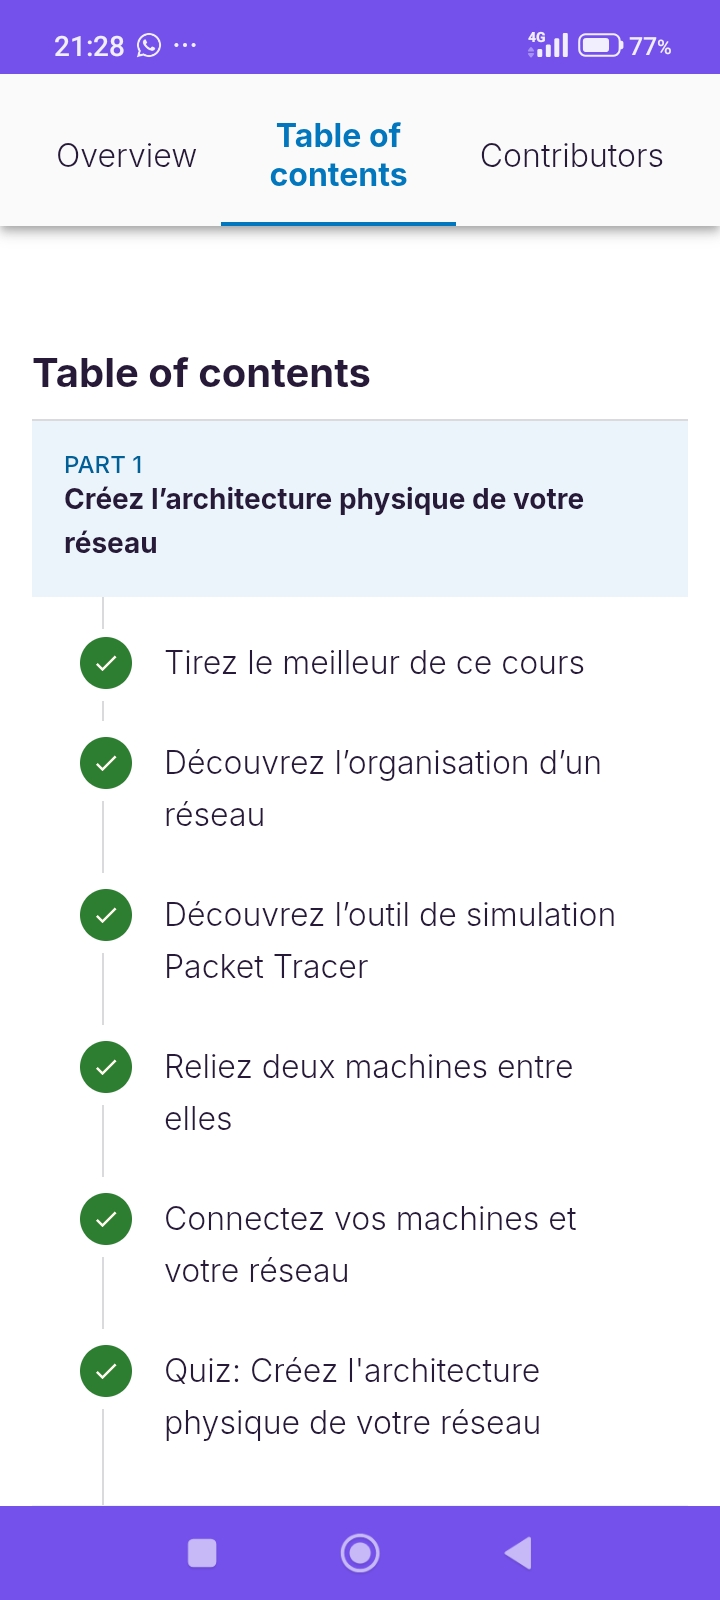 21:28 ... 4G 77%
Overview
Table of
contents
Contributors
Table of contents
PART 1
Créez l’architecture physique de votre
réseau
Tirez le meilleur de ce cours
Découvrez l’organisation d’un
réseau
Découvrez l’outil de simulation
Packet Tracer
Reliez deux machines entre
elles
Connectez vos machines et
votre réseau
Quiz: Créez l'architecture
physique de votre réseau